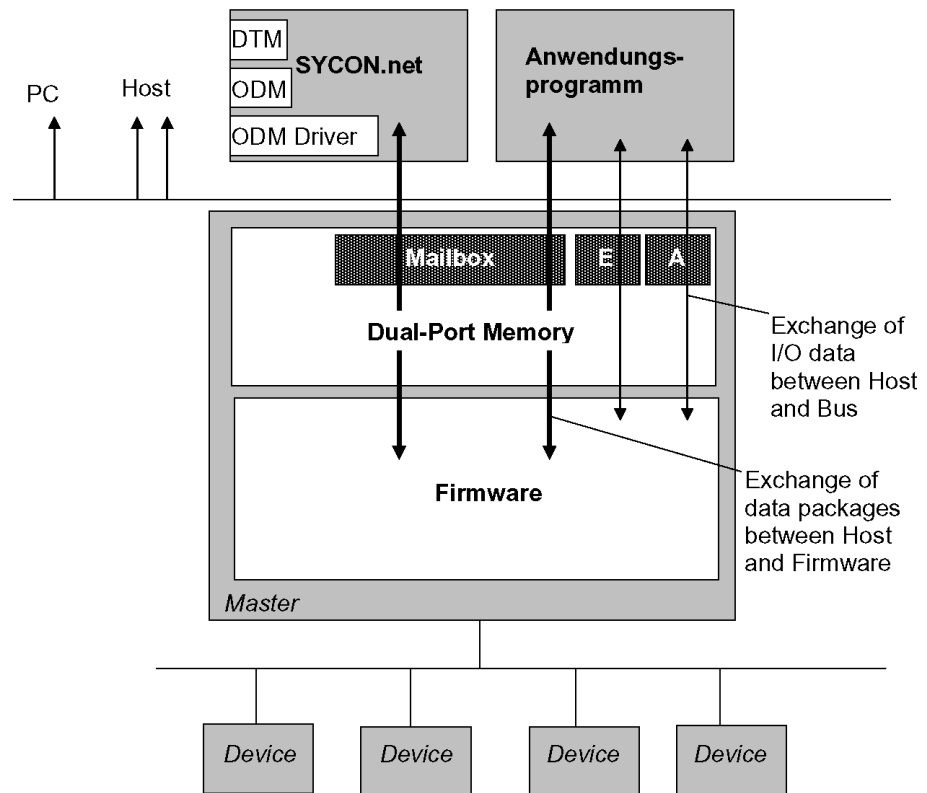 DTM
SYCON.net
ODM
ODM Driver
Anwendungs-
programm
PC
Host
Mailbox
E
A
Dual-Port Memory
Exchange of
I/O data
between Host
and Bus
Firmware
Exchange of
data packages
between Host
and Firmware
Master
Device
Device
Device
Device